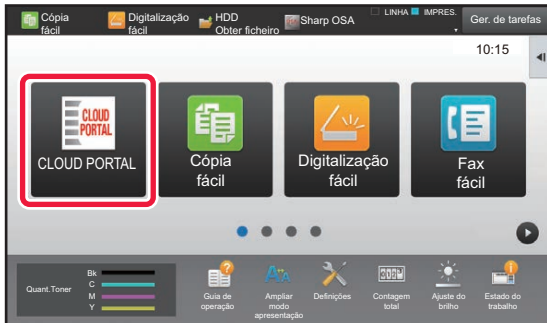 Cópia
fácil
Digitalização
fácil
HDD
Obter ficheiro
Sharp OSA
LINHA
IMPRES.
Ger. de tarefas
10:15
CLOUD
PORTAL
CLOUD PORTAL
Cópia
fácil
Digitalização
fácil
Fax
fácil
Quant.Toner
Bk
C
M
Y
Guia de
operação
Ampliar
modo
apresentação
Definições
Contagem
total
Ajuste do
brilho
Estado do
trabalho